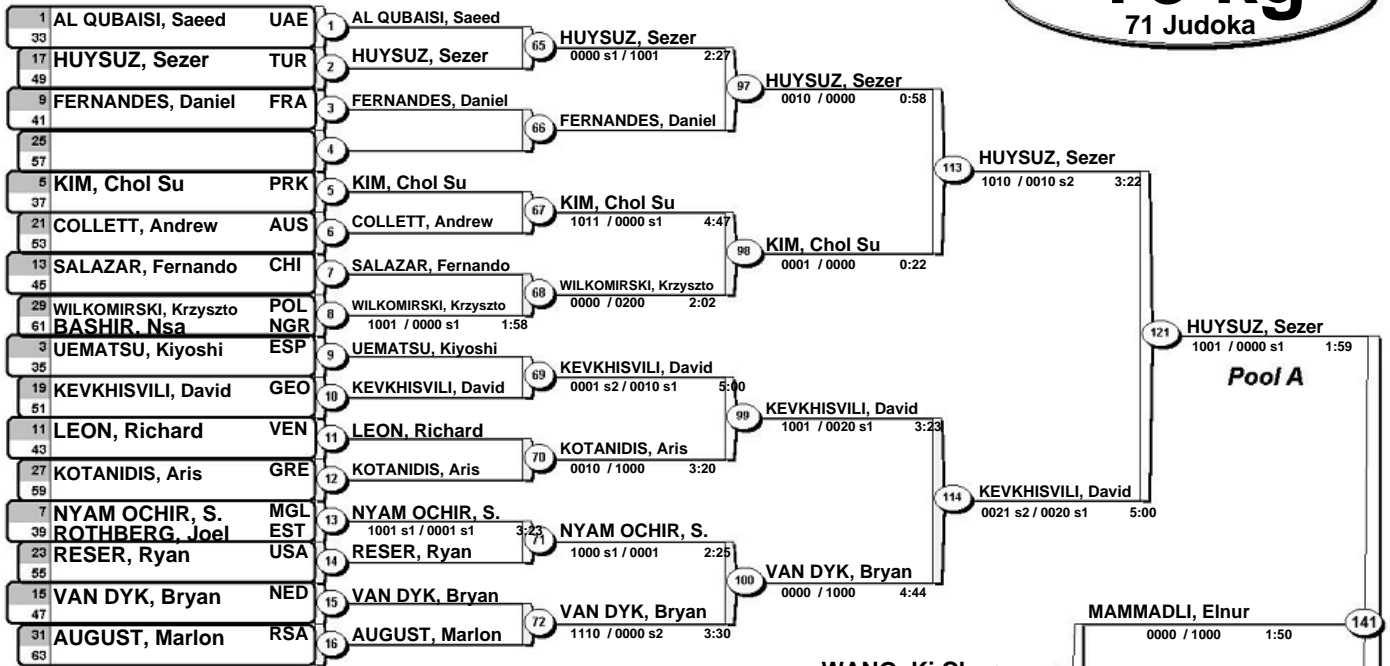 71 Judoka
1 AL QUBAISI, Saeed UAE
33
17 HUYSUZ, Sezer TUR
49
9 FERNANDES, Daniel FRA
41
25
57
5 KIM, Chol Su PRK
37
21 COLLETT, Andrew AUS
53
13 SALAZAR, Fernando CHI
45
29 WILKOMIRSKI, Krzyszto POL
61 BASHIR, Nsa NGR
3 UEMATSU, Kiyoshi ESP
35
19 KEVKHISVILI, David GEO
51
11 LEON, Richard VEN
43
27 KOTANIDIS, Aris GRE
59
7 NYAM OCHIR, S. MGL
39 ROTHBERG, Joel EST
23 RESER, Ryan USA
55
15 VAN DYK, Bryan NED
47
31 AUGUST, Marlon RSA
63
1 AL QUBAISI, Saeed
2 HUYSUZ, Sezer
3 FERNANDES, Daniel
4
5 KIM, Chol Su
6 COLLETT, Andrew
7 SALAZAR, Fernando
8 WILKOMIRSKI, Krzyszto
1001 / 0000 s1 1:58
9 UEMATSU, Kiyoshi
10 KEVKHISVILI, David
11 LEON, Richard
12 KOTANIDIS, Aris
13 NYAM OCHIR, S.
1001 s1 / 0001 s1 3:23
14 RESER, Ryan
15 VAN DYK, Bryan
16 AUGUST, Marlon
65 HUYSUZ, Sezer
0000 s1 / 1001 2:27
66 FERNANDES, Daniel
67 KIM, Chol Su
1011 / 0000 s1 4:47
68 WILKOMIRSKI, Krzyszto
0000 / 0200 2:02
69 KEVKHISVILI, David
0001 s2 / 0010 s1 5:00
70 KOTANIDIS, Aris
0010 / 1000 3:20
71 NYAM OCHIR, S.
1000 s1 / 0001 2:25
72 VAN DYK, Bryan
1110 / 0000 s2 3:30
97 HUYSUZ, Sezer
0010 / 0000 0:58
98 KIM, Chol Su
0001 / 0000 0:22
99 KEVKHISVILI, David
1001 / 0020 s1 3:23
100 VAN DYK, Bryan
0000 / 1000 4:44
113 HUYSUZ, Sezer
1010 / 0010 s2 3:22
114 KEVKHISVILI, David
0021 s2 / 0020 s1 5:00
121 HUYSUZ, Sezer
1001 / 0000 s1 1:59
Pool A
MAMMADLI, Elnur 141
0000 / 1000 1:50